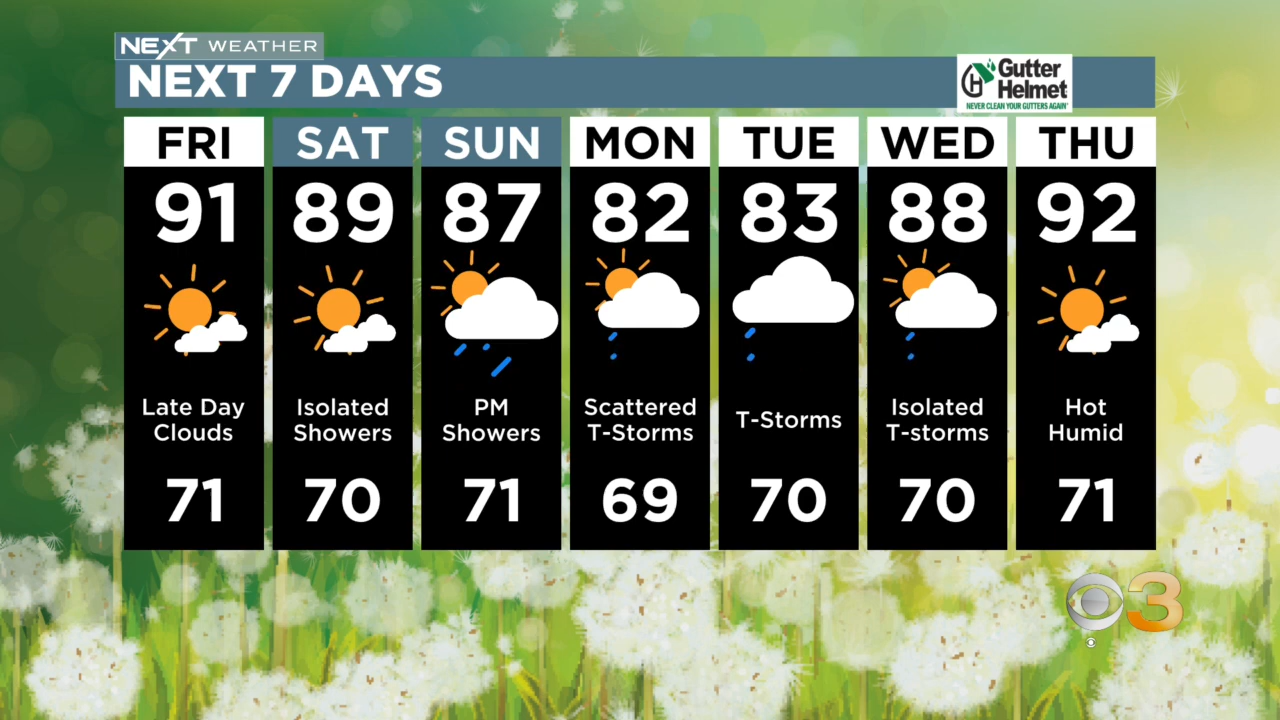 NEXT WEATHER
NEXT 7 DAYS
Gutter
Helmet
NEVER CLEAN YOUR GUTTERS AGAIN®
FRI SAT SUN MON TUE WED THU
91 89 87 82 83 88 92
Late Day Clouds
Isolated Showers
PM Showers
Scattered T-Storms
T-Storms
Isolated T-storms
Hot Humid
71 70 71 69 70 70 71
3